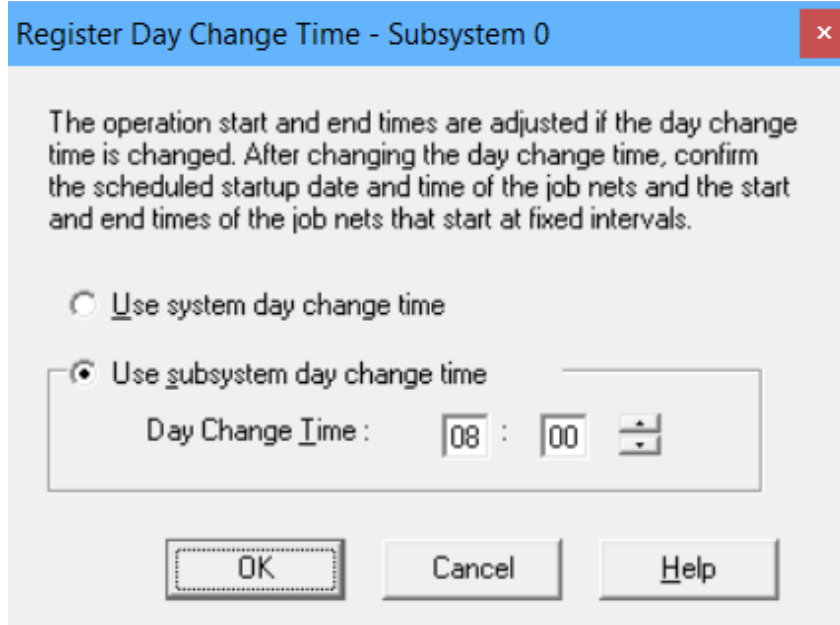 Register Day Change Time - Subsystem 0
The operation start and end times are adjusted if the day change
time is changed. After changing the day change time, confirm
the scheduled startup date and time of the job nets and the start
and end times of the job nets that start at fixed intervals.
Use system day change time
Use subsystem day change time
Day Change Time : 08 : 00
OK Cancel Help